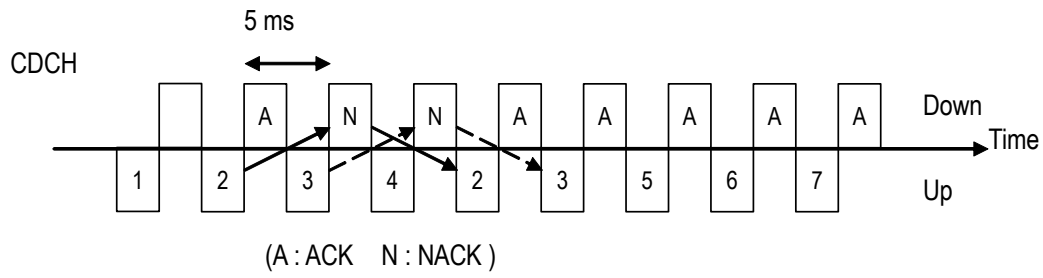 5 ms
CDCH
A N N A A A A A
Down
Time
1 2 3 4 2 3 5 6 7
Up
(A : ACK N : NACK )